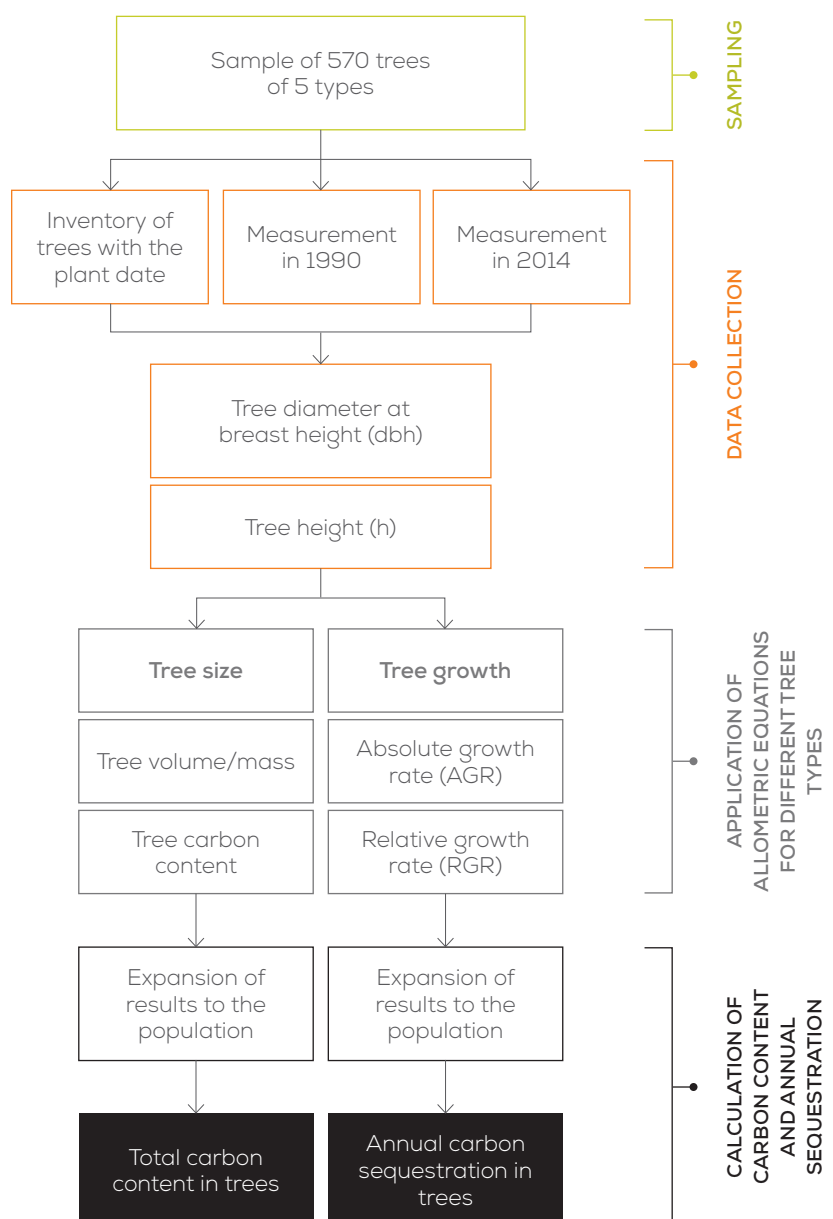 Sample of 570 trees
of 5 types
SAMPLING
Inventory of
trees with the
plant date
Measurement
in 1990
Measurement
in 2014
Tree diameter at
breast height (dbh)
Tree height (h)
DATA COLLECTION
Tree size
Tree growth
Tree volume/mass
Absolute growth
rate (AGR)
Tree carbon
content
Relative growth
rate (RGR)
APPLICATION OF
ALLOMETRIC EQUATIONS
FOR DIFFERENT TREE
TYPES
Expansion of
results to the
population
Expansion of
results to the
population
Total carbon
content in trees
Annual carbon
sequestration in
trees
CALCULATION OF
CARBON CONTENT
AND ANNUAL
SEQUESTRATION